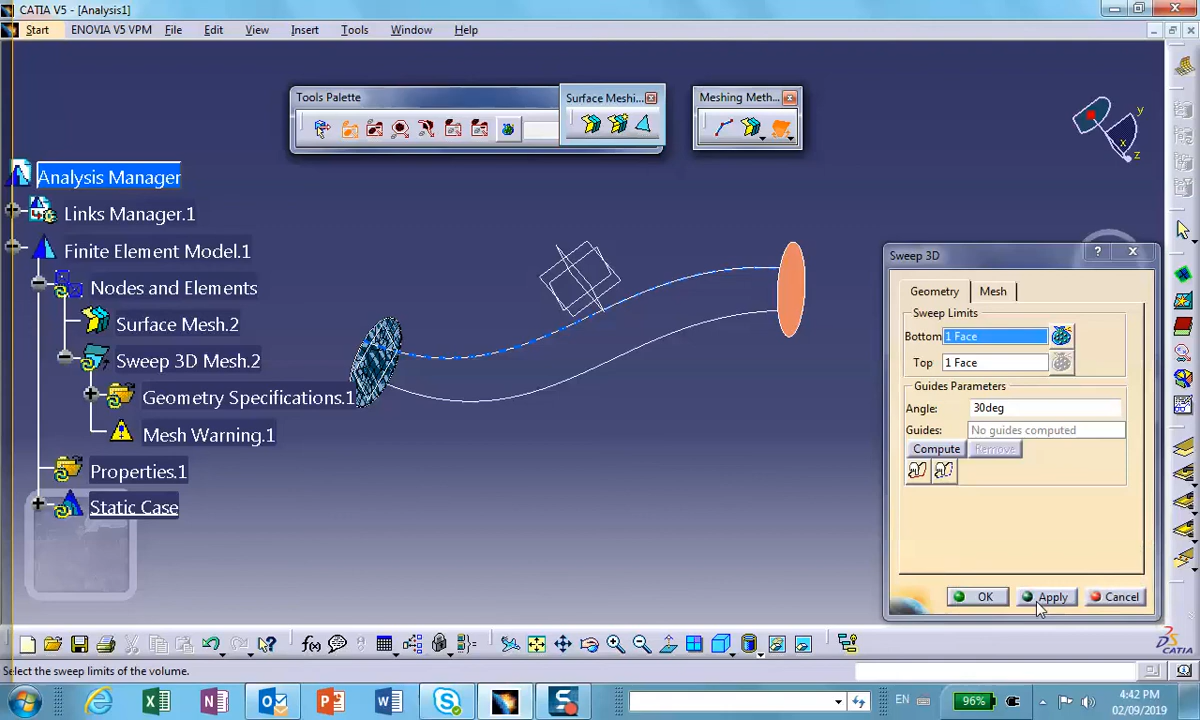 CATIA V5 - [Analysis1]
Start ENOVIA V5 VPM File Edit View Insert Tools Window Help
Tools Palette
Surface Meshi...
Meshing Meth...
y
x
z
Analysis Manager
Links Manager.1
Finite Element Model.1
Nodes and Elements
Surface Mesh.2
Sweep 3D Mesh.2
Geometry Specifications.1
Mesh Warning.1
Properties.1
Static Case
Sweep 3D
Geometry Mesh
Sweep Limits
Bottom 1 Face
Top 1 Face
Guides Parameters
Angle: 30deg
Guides: No guides computed
Compute Remove
OK Apply Cancel
Select the sweep limits of the volume.
CATIA
EN 96% 4:42 PM
02/09/2019